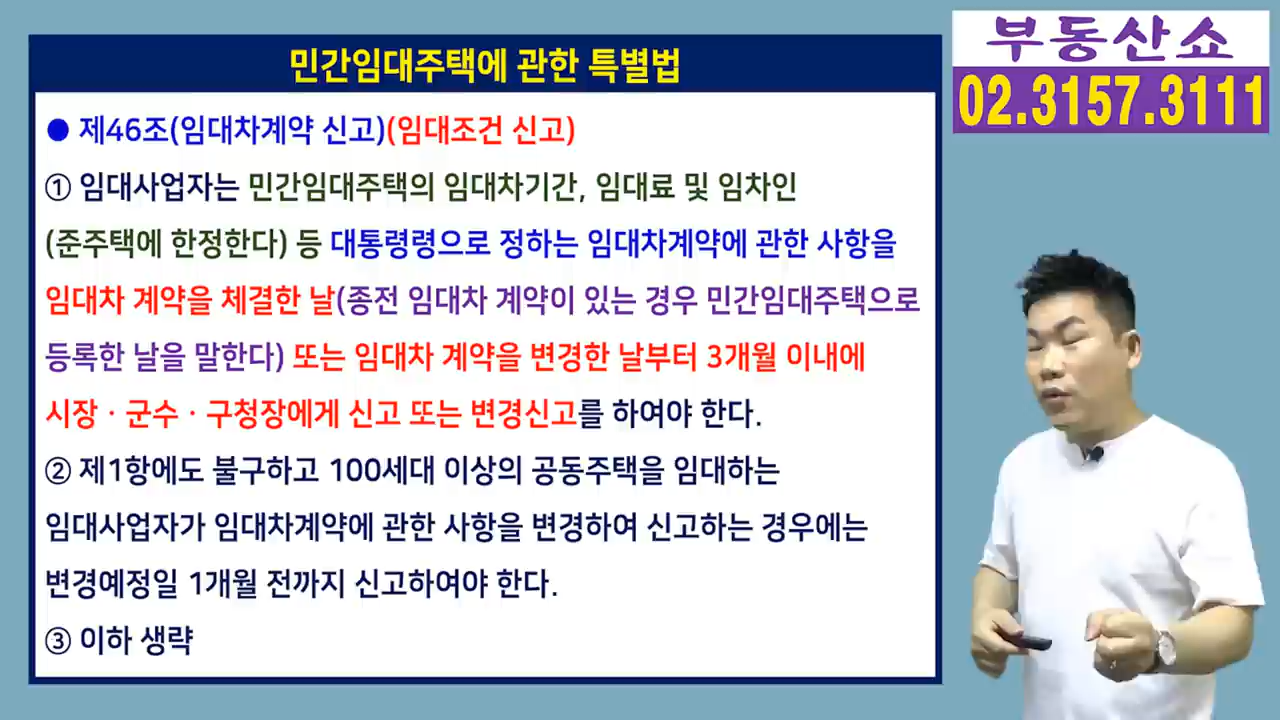 부동산쇼
02.3157.3111
민간임대주택에 관한 특별법
● 제46조(임대차계약 신고)(임대조건 신고)
① 임대사업자는 민간임대주택의 임대차기간, 임대료 및 임차인
(준주택에 한정한다) 등 대통령령으로 정하는 임대차계약에 관한 사항을
임대차 계약을 체결한 날(종전 임대차 계약이 있는 경우 민간임대주택으로
등록한 날을 말한다) 또는 임대차 계약을 변경한 날부터 3개월 이내에
시장ㆍ군수ㆍ구청장에게 신고 또는 변경신고를 하여야 한다.
② 제1항에도 불구하고 100세대 이상의 공동주택을 임대하는
임대사업자가 임대차계약에 관한 사항을 변경하여 신고하는 경우에는
변경예정일 1개월 전까지 신고하여야 한다.
③ 이하 생략